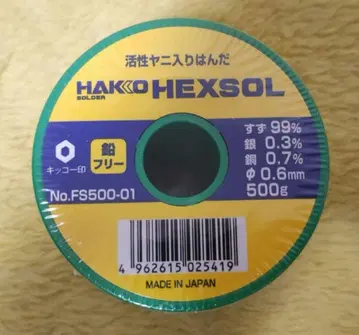 活性ヤニ入りはんだ
HAKKO HEXSOL
SOLDER
鉛
フリー
キッコー印
No.FS500-01
すず 99%
銀 0.3%
銅 0.7%
φ 0.6mm
500g
4 962615 025419
MADE IN JAPAN